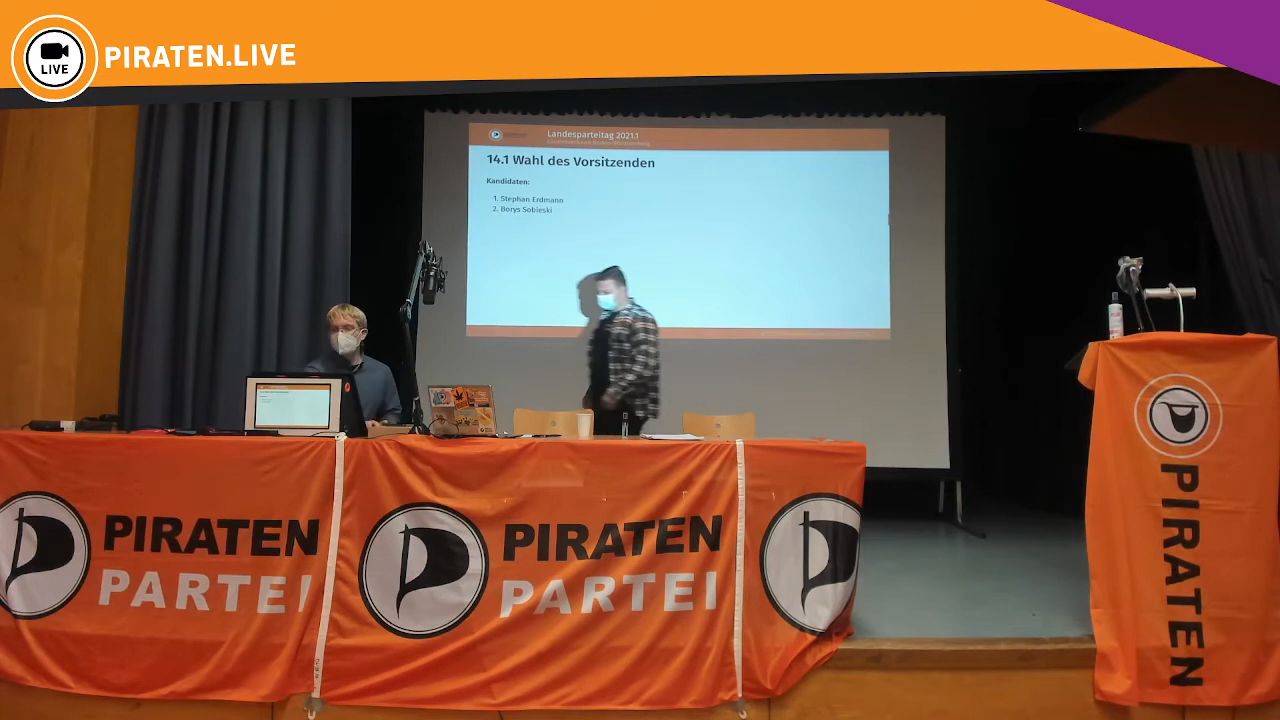 LIVE
PIRATEN.LIVE
Landesparteitag 2021.1
14.1 Wahl des Vorsitzenden
Kandidaten:
1. Stephan Erdmann
2. Borys Sobieski
PIRATEN
PARTEI
PIRATEN
PARTEI
PIRATEN